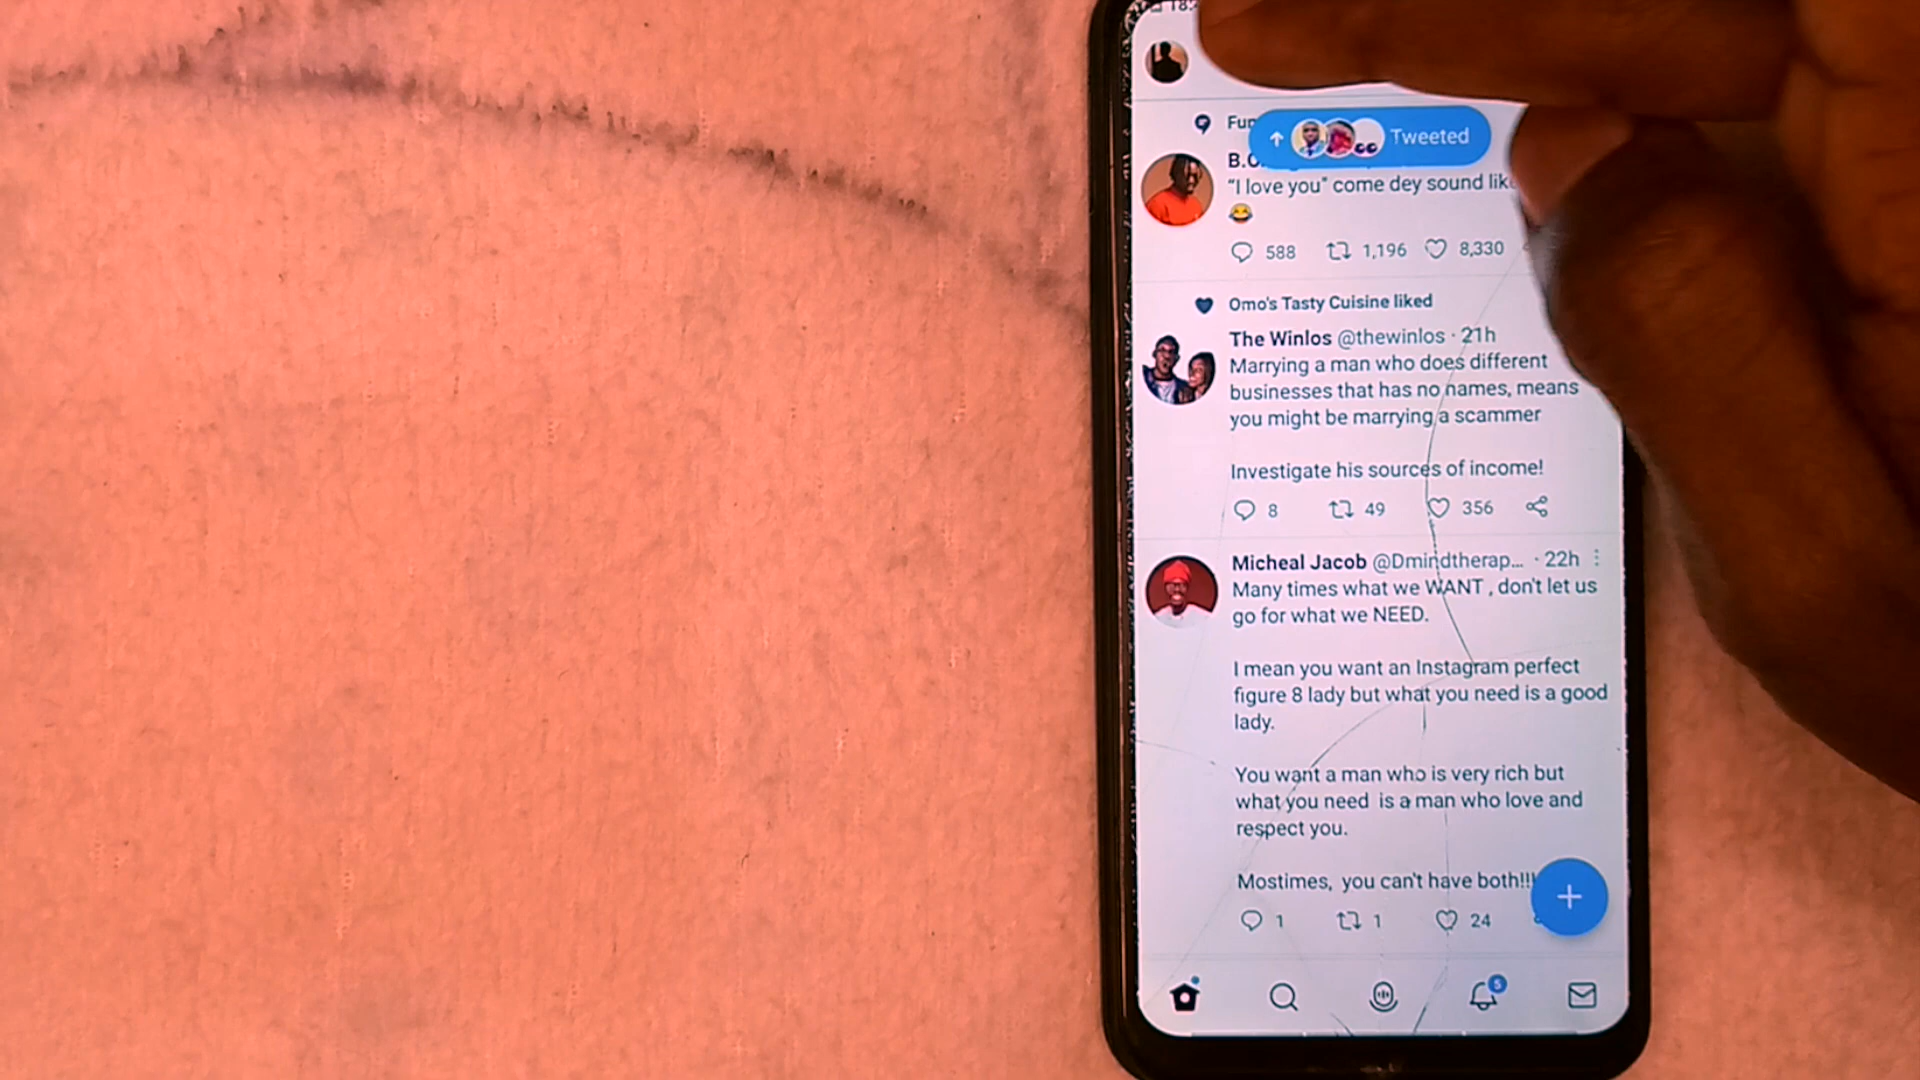 Tweeted
"I love you" come dey sound
😂
588 1,196 8,330
Omo's Tasty Cuisine liked
The Winlos @thewinlos · 21h
Marrying a man who does different
businesses that has no names, means
you might be marrying a scammer
Investigate his sources of income!
8 49 356
Micheal Jacob @Dmindtherap... · 22h
Many times what we WANT , don't let us
go for what we NEED.
I mean you want an Instagram perfect
figure 8 lady but what you need is a good
lady.
You want a man who is very rich but
what you need is a man who love and
respect you.
Mostimes, you can't have both!!!
1 1 24
5